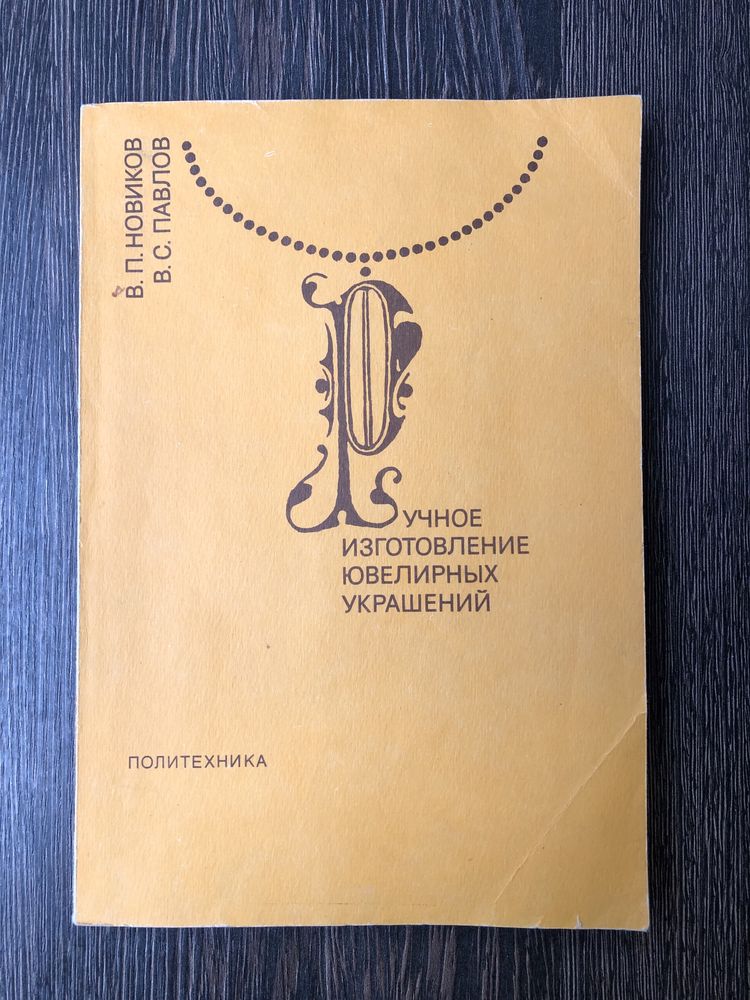 В. П. НОВИКОВ
В. С. ПАВЛОВ
РУЧНОЕ
ИЗГОТОВЛЕНИЕ
ЮВЕЛИРНЫХ
УКРАШЕНИЙ
ПОЛИТЕХНИКА